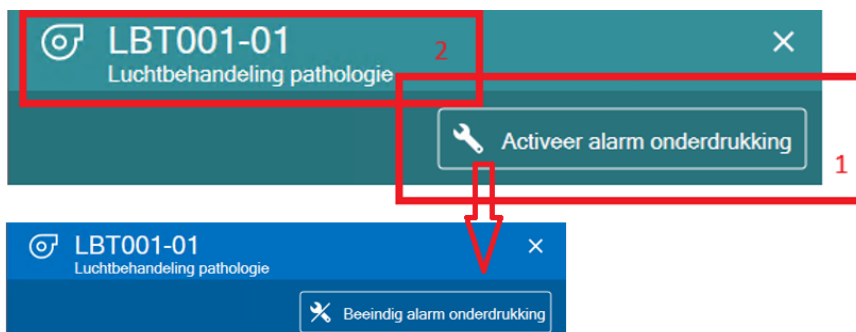 LBT001-01
2
Luchtbehandeling pathologie
Activeer alarm onderdrukking
1
LBT001-01
Luchtbehandeling pathologie
Beeindig alarm onderdrukking